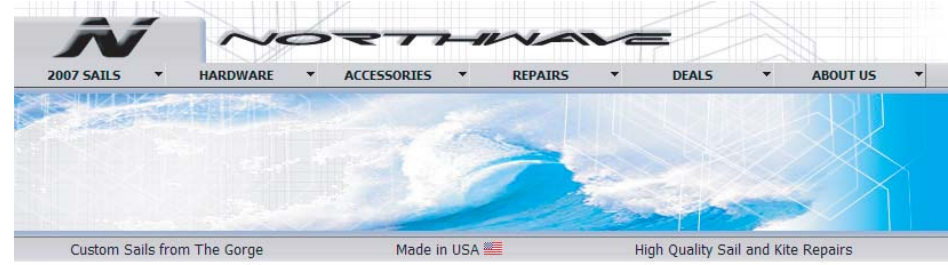 N NORTHWAVE
2007 SAILS HARDWARE ACCESSORIES REPAIRS DEALS ABOUT US
Custom Sails from The Gorge Made in USA High Quality Sail and Kite Repairs